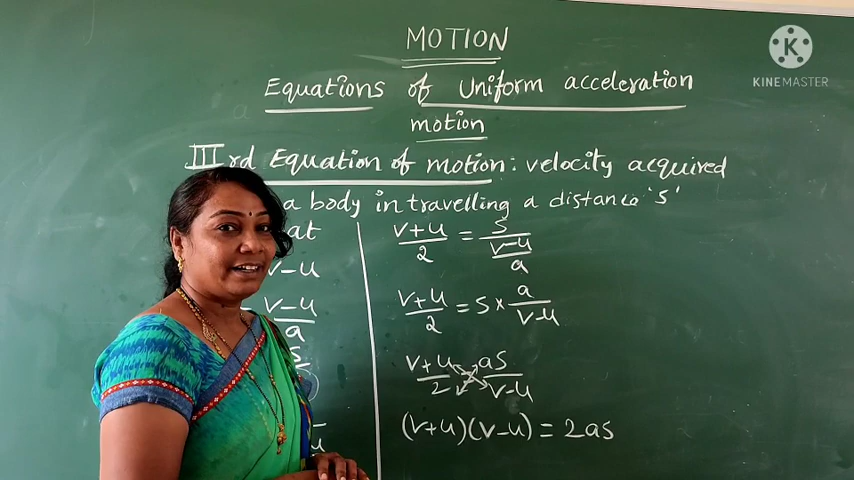 MOTION
KINEMASTER
Equations of Uniform acceleration
motion
IIIrd Equation of motion: velocity acquired
a body in travelling a distance 's'
at
v-u
v-u/a
s
u
v+u/2 = s/(v-u/a)
v+u/2 = s × a/v-u
v+u/2 as/v-u
(v+u)(v-u) = 2as